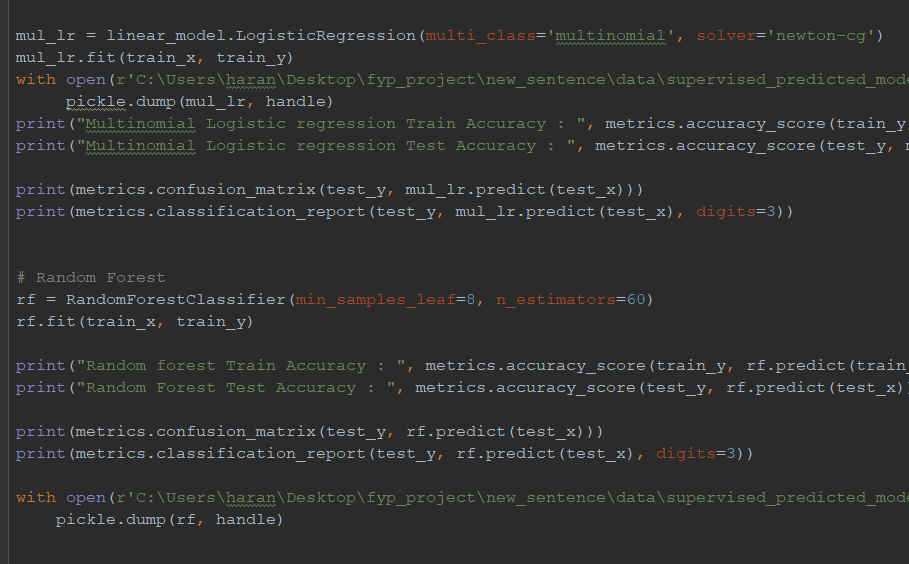 mul_lr = linear_model.LogisticRegression(multi_class='multinomial', solver='newton-cg')
mul_lr.fit(train_x, train_y)
with open(r'C:\Users\haran\Desktop\fyp_project\new_sentence\data\supervised_predicted_mode
pickle.dump(mul_lr, handle)
print("Multinomial Logistic regression Train Accuracy : ", metrics.accuracy_score(train_y,
print("Multinomial Logistic regression Test Accuracy : ", metrics.accuracy_score(test_y,
print(metrics.confusion_matrix(test_y, mul_lr.predict(test_x)))
print(metrics.classification_report(test_y, mul_lr.predict(test_x), digits=3))
# Random Forest
rf = RandomForestClassifier(min_samples_leaf=8, n_estimators=60)
rf.fit(train_x, train_y)
print("Random forest Train Accuracy : ", metrics.accuracy_score(train_y, rf.predict(train_
print("Random Forest Test Accuracy : ", metrics.accuracy_score(test_y, rf.predict(test_x))
print(metrics.confusion_matrix(test_y, rf.predict(test_x)))
print(metrics.classification_report(test_y, rf.predict(test_x), digits=3))
with open(r'C:\Users\haran\Desktop\fyp_project\new_sentence\data\supervised_predicted_mode
pickle.dump(rf, handle)